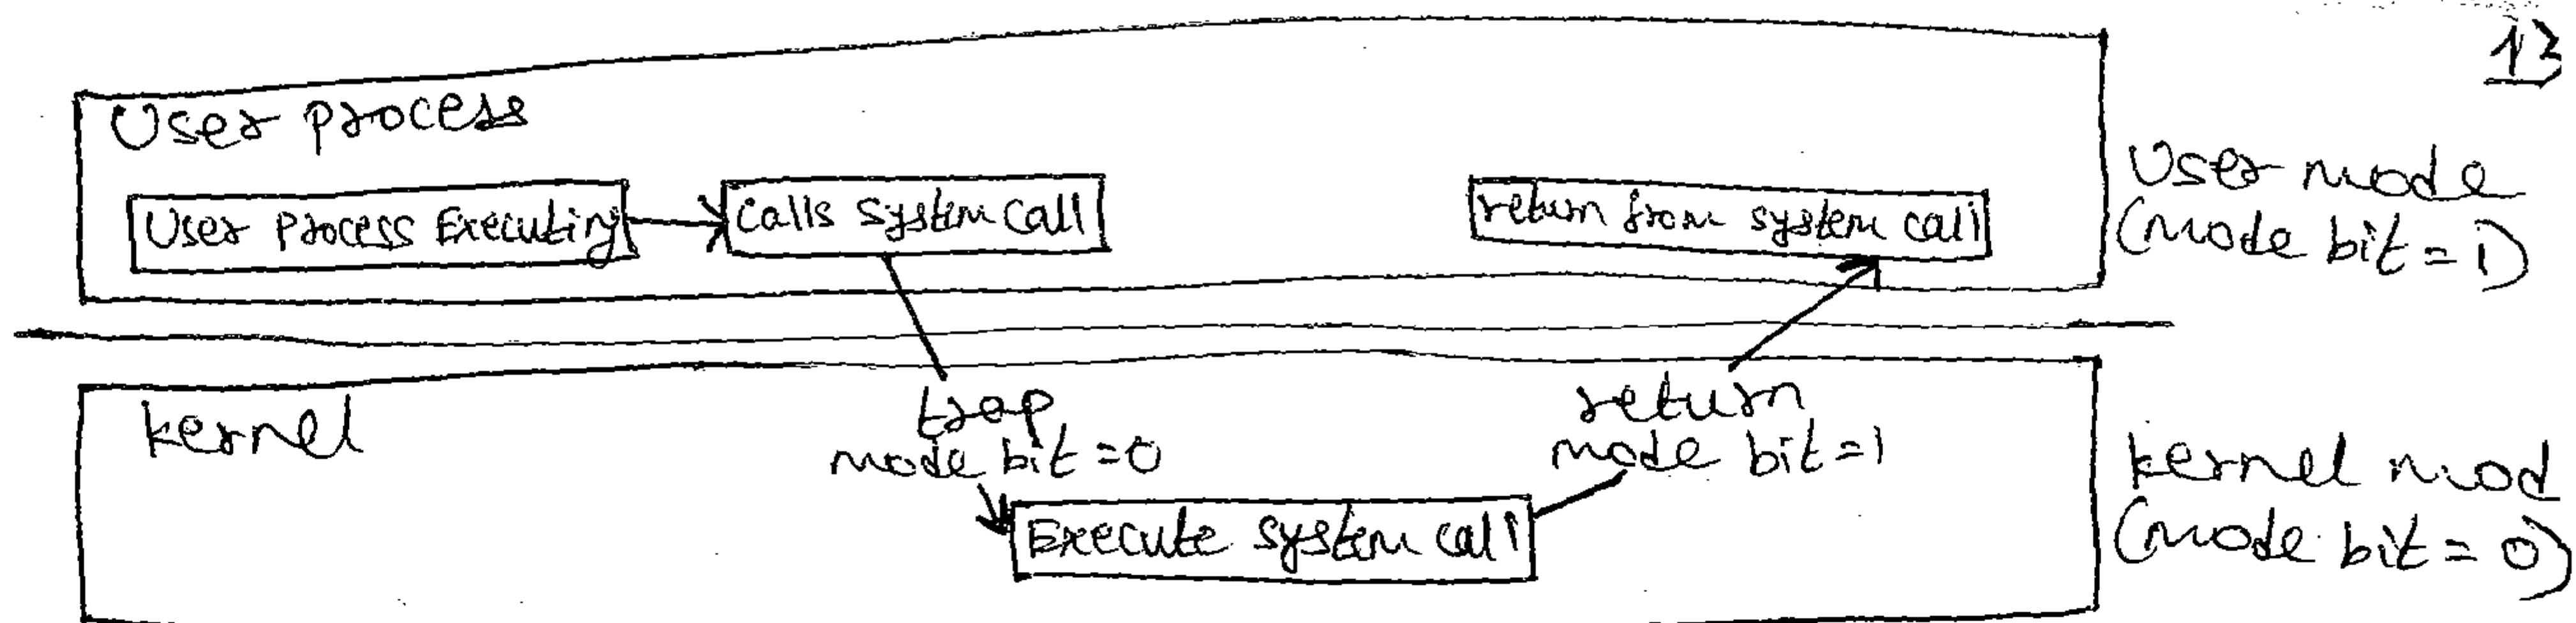 13
User process
User Process Executing
calls system call
return from system call
User mode
(mode bit = 1)
kernel
trap
mode bit = 0
return
mode bit = 1
Execute system call
kernel mod
(mode bit = 0)